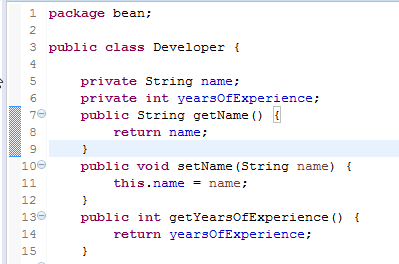 1 package bean;
2
3 public class Developer {
4
5     private String name;
6     private int yearsOfExperience;
7     public String getName() {
8         return name;
9     }
10     public void setName(String name) {
11         this.name = name;
12     }
13     public int getYearsOfExperience() {
14         return yearsOfExperience;
15     }